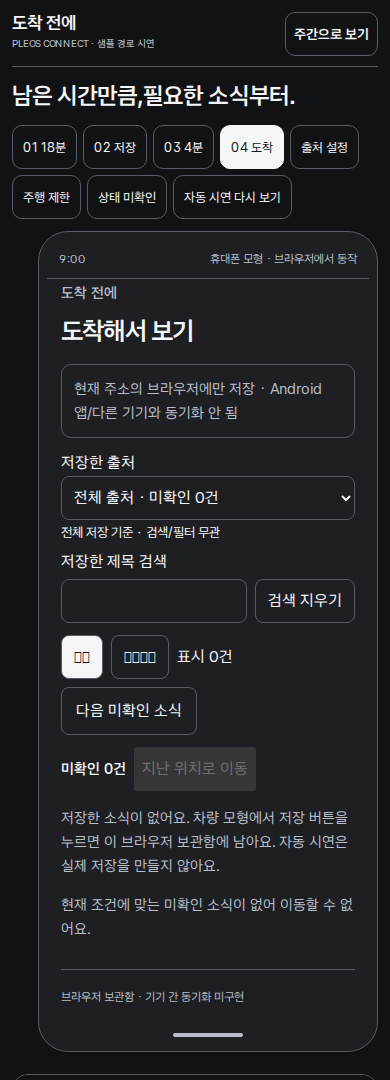 도착 전에
PLEOS CONNECT · 샘플 경로 시연
주간으로 보기
남은 시간만큼,필요한 소식부터.
01 18분
02 저장
03 4분
04 도착
출처 설정
주행 제한
상태 미확인
자동 시연 다시 보기
9:00
휴대폰 모형 · 브라우저에서 동작
도착 전에
도착해서 보기
현재 주소의 브라우저에만 저장 · Android
앱/다른 기기와 동기화 안 됨
저장한 출처
전체 출처 · 미확인 0건
전체 저장 기준 · 검색/필터 무관
저장한 제목 검색
검색 지우기
표시 0건
다음 미확인 소식
미확인 0건
지난 위치로 이동
저장한 소식이 없어요. 차량 모형에서 저장 버튼을
누르면 이 브라우저 보관함에 남아요. 자동 시연은
실제 저장을 만들지 않아요.
현재 조건에 맞는 미확인 소식이 없어 이동할 수 없
어요.
브라우저 보관함 · 기기 간 동기화 미구현